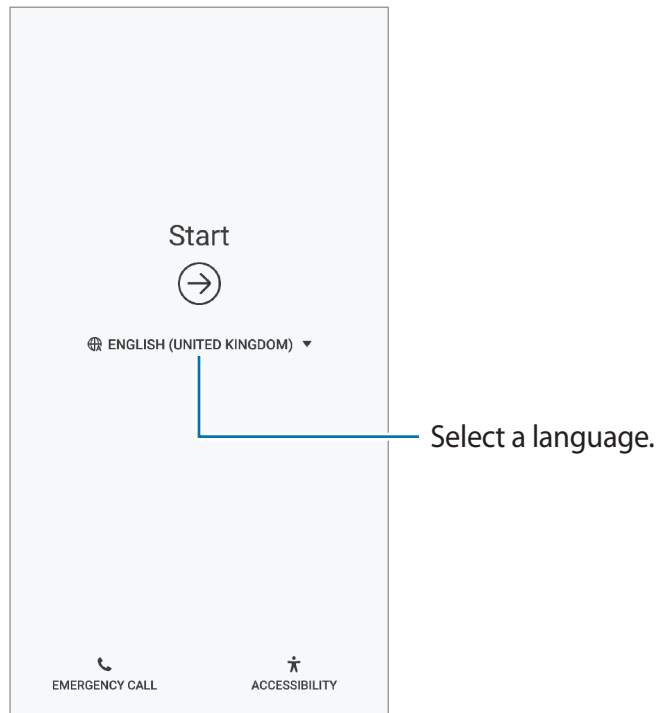 Start
ENGLISH (UNITED KINGDOM)
Select a language.
EMERGENCY CALL
ACCESSIBILITY